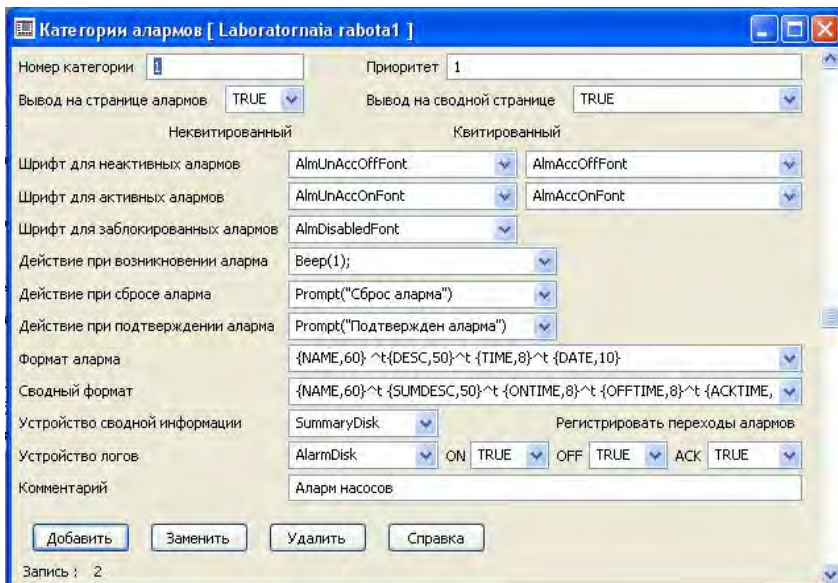 Категории алармов [ Laboratornaia rabota1 ]
Номер категории 1 Приоритет 1
Вывод на странице алармов TRUE Вывод на сводной странице TRUE
Неквитированный Квитированный
Шрифт для неактивных алармов AlmUnAccOffFont AlmAccOffFont
Шрифт для активных алармов AlmUnAccOnFont AlmAccOnFont
Шрифт для заблокированных алармов AlmDisabledFont
Действие при возникновении аларма Beep(1);
Действие при сбросе аларма Prompt("Сброс аларма")
Действие при подтверждении аларма Prompt("Подтвержден аларма")
Формат аларма {NAME,60} ^t{DESC,50}^t {TIME,8}^t {DATE,10}
Сводный формат {NAME,60}^t {SUMDESC,50}^t {ONTIME,8}^t {OFFTIME,8}^t {ACKTIME,
Устройство сводной информации SummaryDisk Регистрировать переходы алармов
Устройство логов AlarmDisk ON TRUE OFF TRUE ACK TRUE
Комментарий Аларм насосов
Добавить Заменить Удалить Справка
Запись : 2